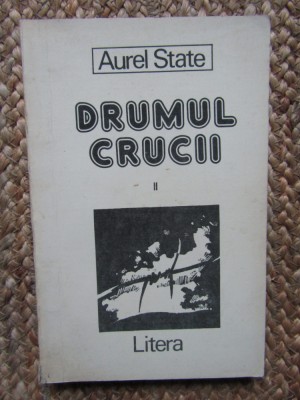 Aurel State
DRUMUL
CRUCII
II
Litera